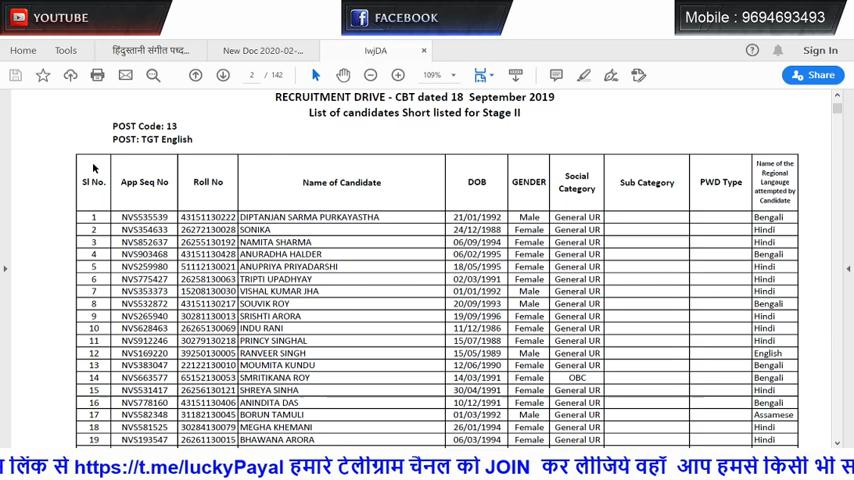 YOUTUBE
FACEBOOK
Mobile : 9694693493
Home Tools हिंदुस्तानी संगीत पध्द... New Doc 2020-02-... lwjDA × Sign In
2 / 142 109% Share
RECRUITMENT DRIVE - CBT dated 18 September 2019
List of candidates Short listed for Stage II
POST Code: 13
POST: TGT English
Sl No. App Seq No Roll No Name of Candidate DOB GENDER Social Category Sub Category PWD Type Name of the Regional Langauge attempted by Candidate
1 NVS535539 43151130222 DIPTANJAN SARMA PURKAYASTHA 21/01/1992 Male General UR Bengali
2 NVS354633 26272130028 SONIKA 24/12/1988 Female General UR Hindi
3 NVS852637 26255130192 NAMITA SHARMA 06/09/1994 Female General UR Hindi
4 NVS903468 43151130428 ANURADHA HALDER 06/02/1995 Female General UR Bengali
5 NVS259980 51112130021 ANUPRIYA PRIYADARSHI 18/05/1995 Female General UR Hindi
6 NVS775427 26258130063 TRIPTI UPADHYAY 02/03/1991 Female General UR Hindi
7 NVS353373 15208130030 VISHAL KUMAR JHA 01/01/1992 Male General UR Hindi
8 NVS532872 43151130217 SOUVIK ROY 20/09/1993 Male General UR Bengali
9 NVS265940 30281130013 SRISHTI ARORA 19/09/1996 Female General UR Hindi
10 NVS628463 26265130069 INDU RANI 11/12/1986 Female General UR Hindi
11 NVS912246 30279130218 PRINCY SINGHAL 15/07/1988 Female General UR Hindi
12 NVS169220 39250130005 RANVEER SINGH 15/05/1989 Male General UR English
13 NVS383047 22122130010 MOUMITA KUNDU 12/06/1990 Female General UR Bengali
14 NVS663577 65152130053 SMRITIKANA ROY 14/03/1991 Female OBC Bengali
15 NVS531417 26256130121 SHREYA SINHA 30/04/1991 Female General UR Hindi
16 NVS778160 43151130406 ANINDITA DAS 10/12/1991 Female General UR Bengali
17 NVS582348 31182130045 BORUN TAMULI 01/03/1992 Male General UR Assamese
18 NVS581525 30284130079 MEGHA KHEMANI 26/01/1994 Female General UR Hindi
19 NVS193547 26261130015 BHAWANA ARORA 06/03/1994 Female General UR Hindi
लिंक से https://t.me/luckyPayal हमारे टेलीग्राम चैनल को JOIN कर लीजिये वहाँ आप हमसे किसी भी स